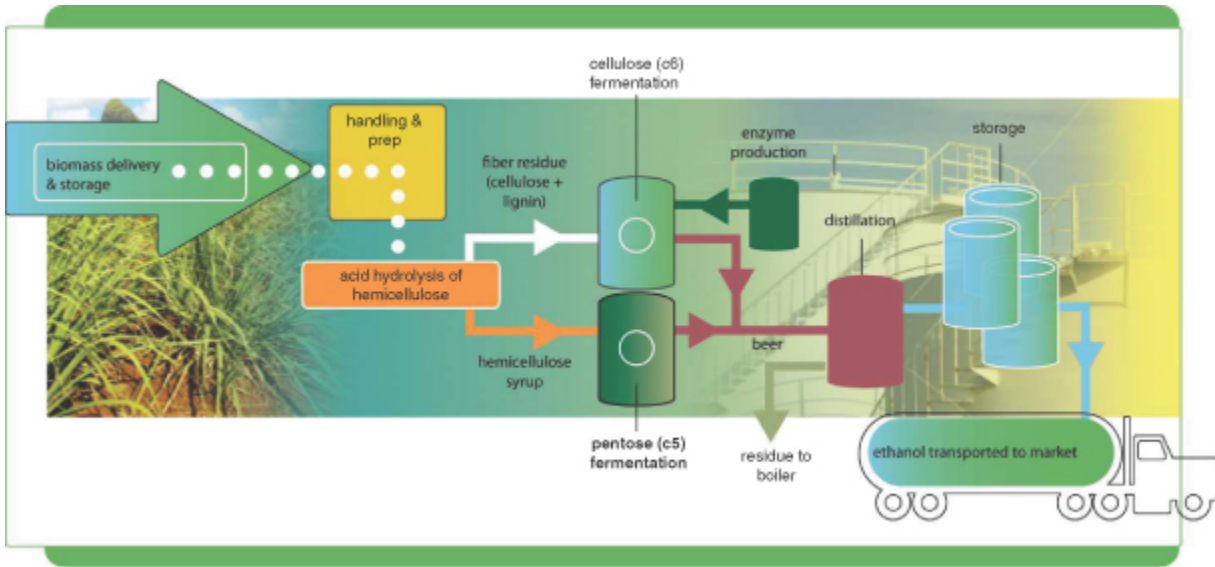 cellulose (c6)
fermentation
handling &
prep
enzyme
production
storage
biomass delivery
& storage
fiber residue
(cellulose +
lignin)
distillation
acid hydrolysis of
hemicellulose
beer
hemicellulose
syrup
pentose (c5)
fermentation
residue to
boiler
ethanol transported to market